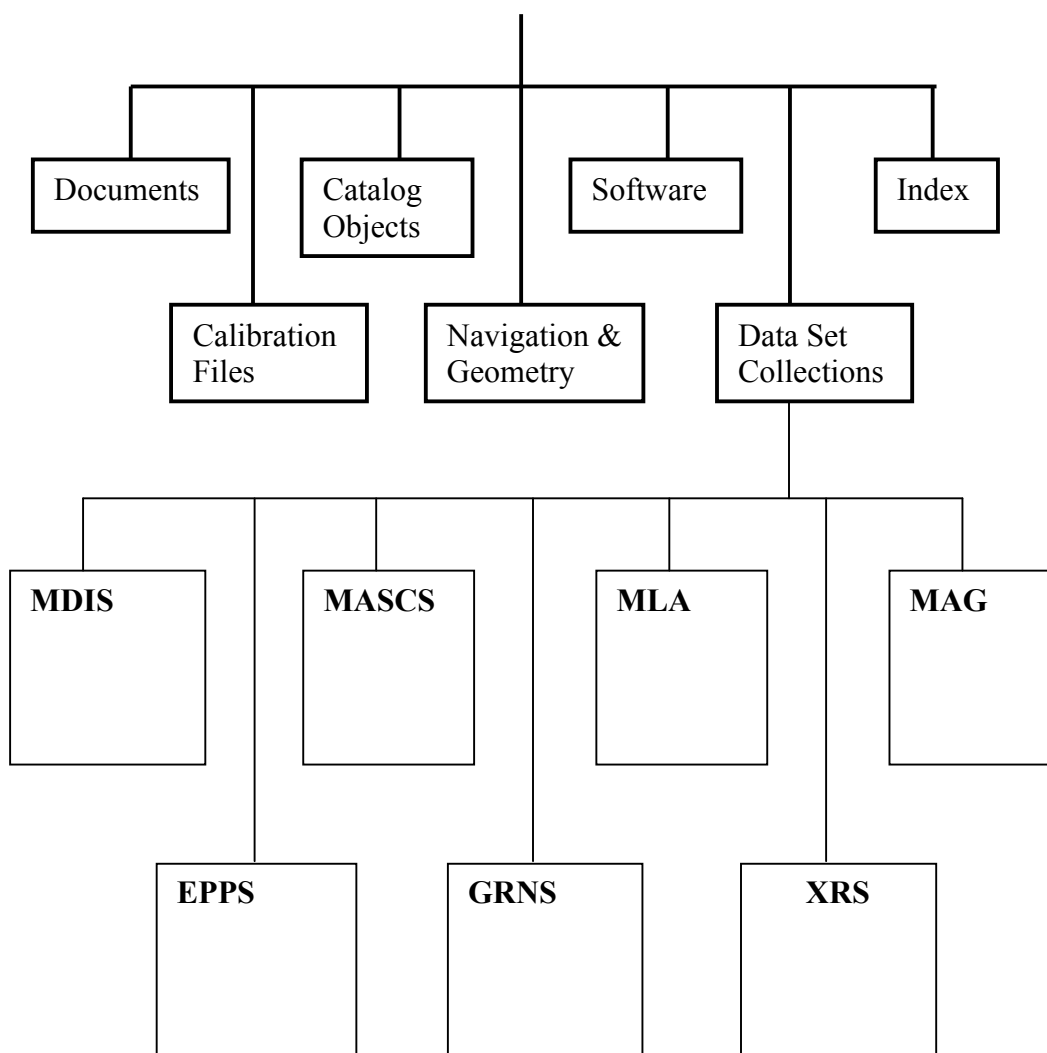 Documents
Catalog
Objects
Software
Index
Calibration
Files
Navigation &
Geometry
Data Set
Collections
MDIS
MASCS
MLA
MAG
EPPS
GRNS
XRS